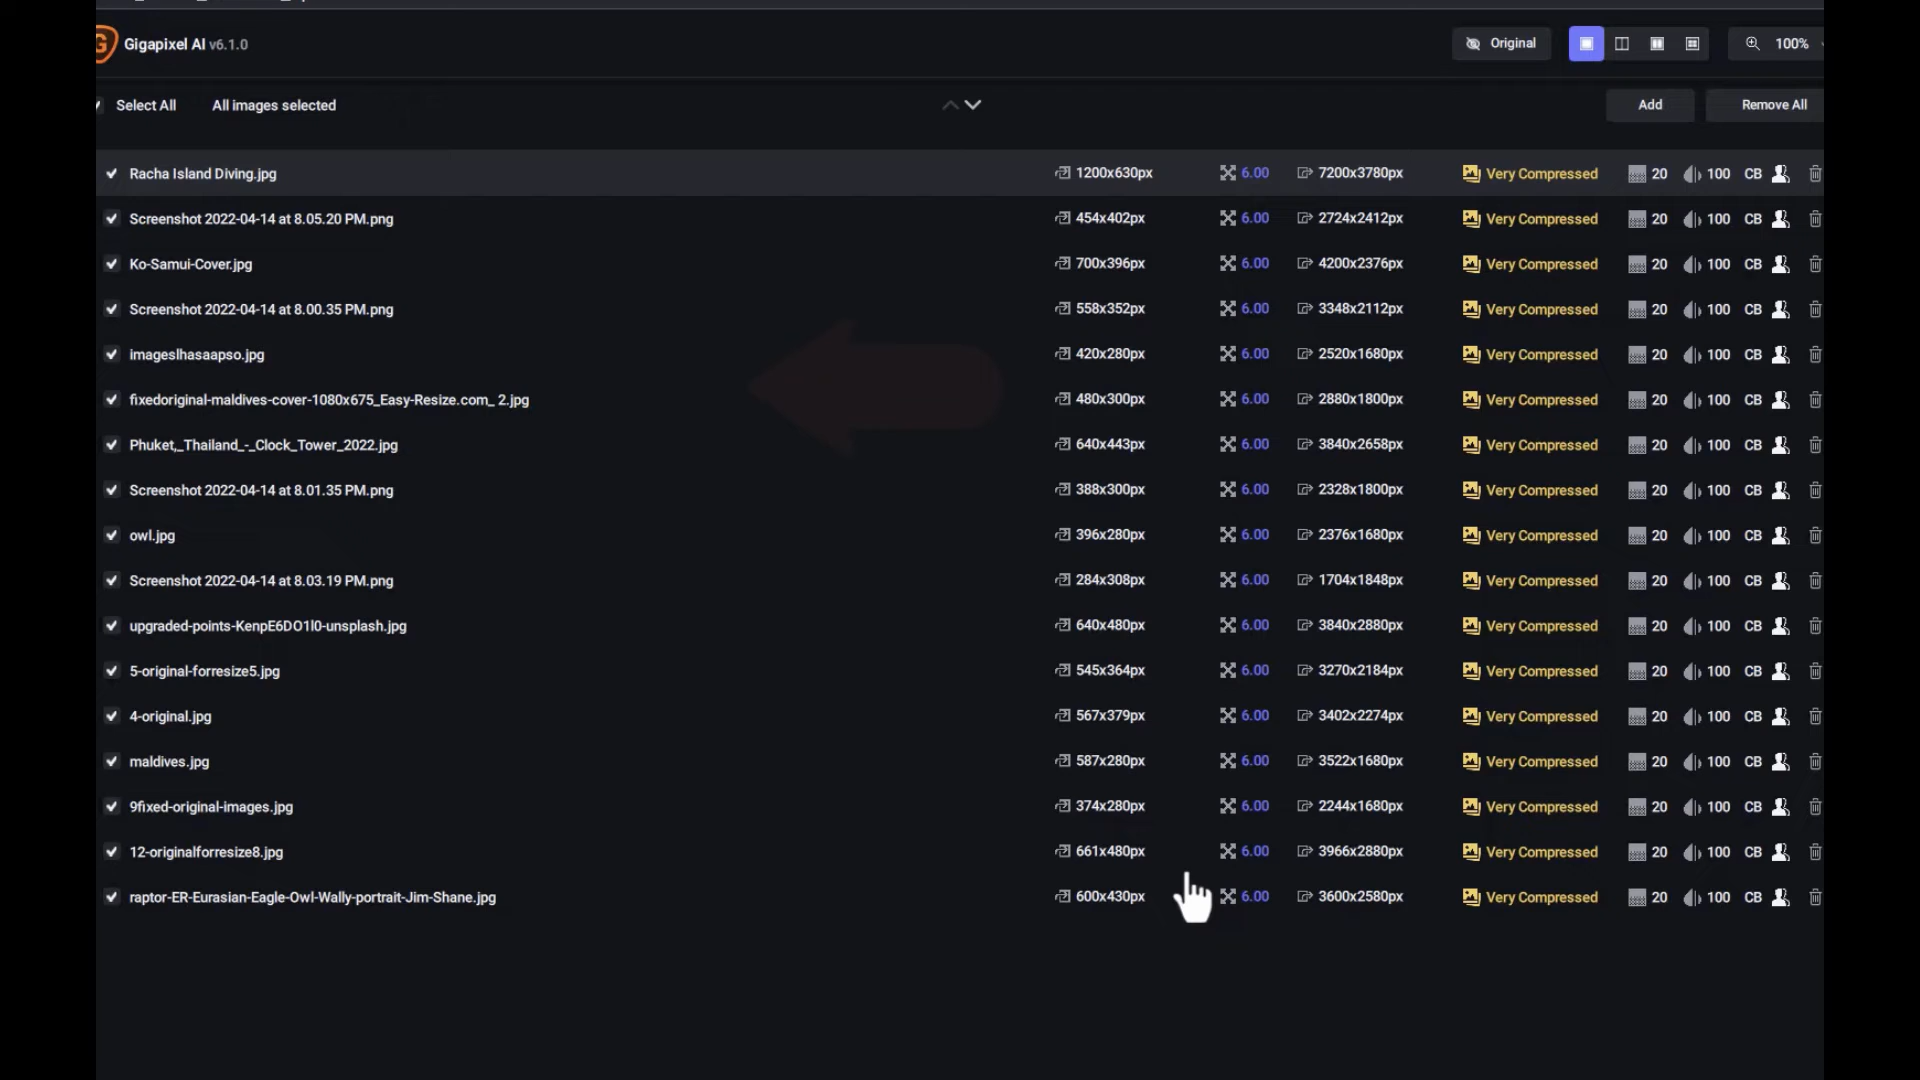 Gigapixel AI v6.1.0 Original 100%
Select All All images selected Add Remove All
Racha Island Diving.jpg 1200x630px 6.00 7200x3780px Very Compressed 20 100 CB
Screenshot 2022-04-14 at 8.05.20 PM.png 454x402px 6.00 2724x2412px Very Compressed 20 100 CB
Ko-Samui-Cover.jpg 700x396px 6.00 4200x2376px Very Compressed 20 100 CB
Screenshot 2022-04-14 at 8.00.35 PM.png 558x352px 6.00 3348x2112px Very Compressed 20 100 CB
imageslhasaapso.jpg 420x280px 6.00 2520x1680px Very Compressed 20 100 CB
fixedoriginal-maldives-cover-1080x675_Easy-Resize.com_ 2.jpg 480x300px 6.00 2880x1800px Very Compressed 20 100 CB
Phuket,_Thailand_-_Clock_Tower_2022.jpg 640x443px 6.00 3840x2658px Very Compressed 20 100 CB
Screenshot 2022-04-14 at 8.01.35 PM.png 388x300px 6.00 2328x1800px Very Compressed 20 100 CB
owl.jpg 396x280px 6.00 2376x1680px Very Compressed 20 100 CB
Screenshot 2022-04-14 at 8.03.19 PM.png 284x308px 6.00 1704x1848px Very Compressed 20 100 CB
upgraded-points-KenpE6DO1l0-unsplash.jpg 640x480px 6.00 3840x2880px Very Compressed 20 100 CB
5-original-forresize5.jpg 545x364px 6.00 3270x2184px Very Compressed 20 100 CB
4-original.jpg 567x379px 6.00 3402x2274px Very Compressed 20 100 CB
maldives.jpg 587x280px 6.00 3522x1680px Very Compressed 20 100 CB
9fixed-original-images.jpg 374x280px 6.00 2244x1680px Very Compressed 20 100 CB
12-originalforresize8.jpg 661x480px 6.00 3966x2880px Very Compressed 20 100 CB
raptor-ER-Eurasian-Eagle-Owl-Wally-portrait-Jim-Shane.jpg 600x430px 6.00 3600x2580px Very Compressed 20 100 CB